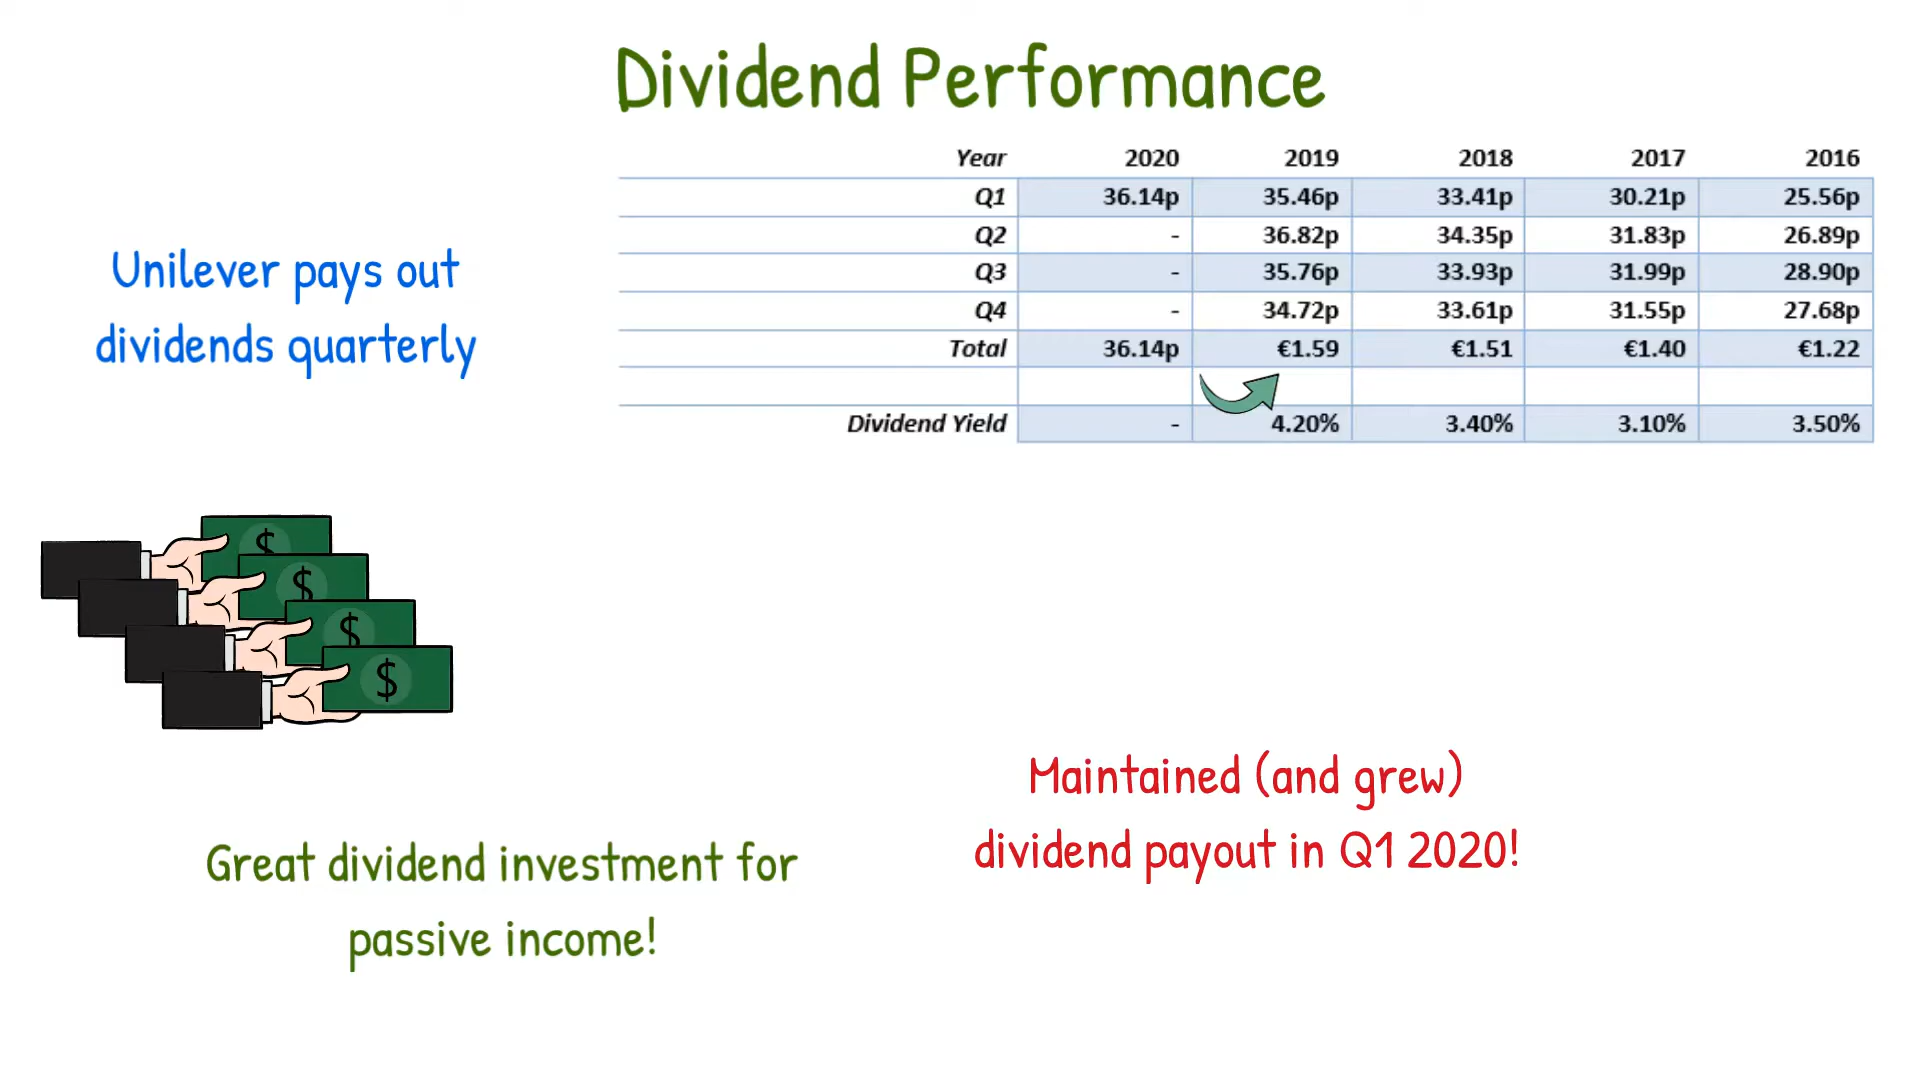 Dividend Performance
Year 2020 2019 2018 2017 2016
Q1 36.14p 35.46p 33.41p 30.21p 25.56p
Q2 - 36.82p 34.35p 31.83p 26.89p
Q3 - 35.76p 33.93p 31.99p 28.90p
Q4 - 34.72p 33.61p 31.55p 27.68p
Total 36.14p €1.59 €1.51 €1.40 €1.22
Dividend Yield - 4.20% 3.40% 3.10% 3.50%
Unilever pays out
dividends quarterly
$
$
$
$
Great dividend investment for
passive income!
Maintained (and grew)
dividend payout in Q1 2020!